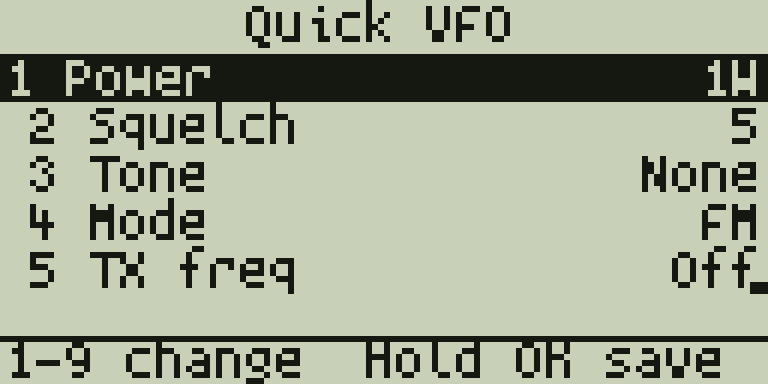 Quick VFO
1 Power 1W
2 Squelch 5
3 Tone None
4 Mode FM
5 TX freq Off
1-9 change Hold OK save